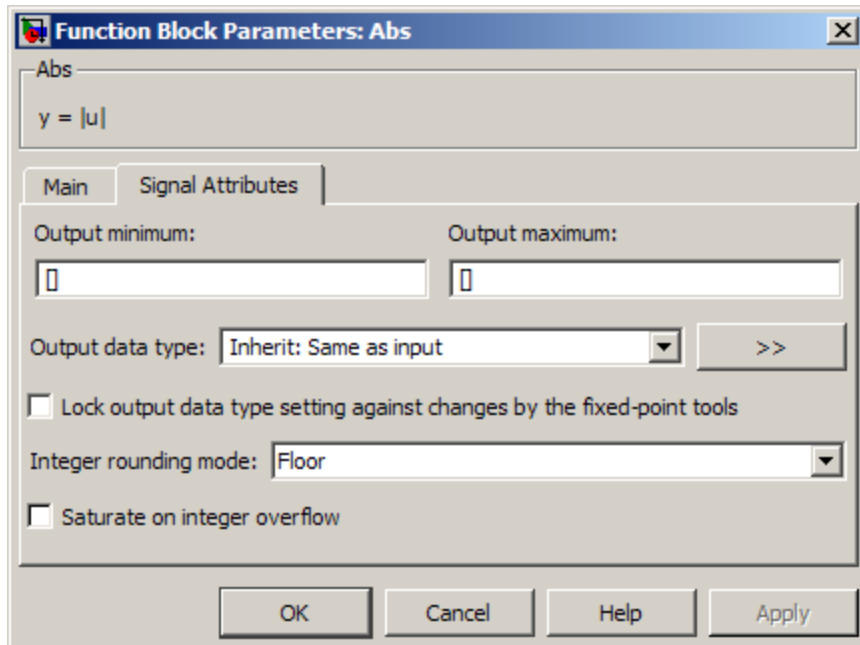 Function Block Parameters: Abs
Abs
y = |u|
Main Signal Attributes
Output minimum: Output maximum:
[] []
Output data type: Inherit: Same as input >>
Lock output data type setting against changes by the fixed-point tools
Integer rounding mode: Floor
Saturate on integer overflow
OK Cancel Help Apply